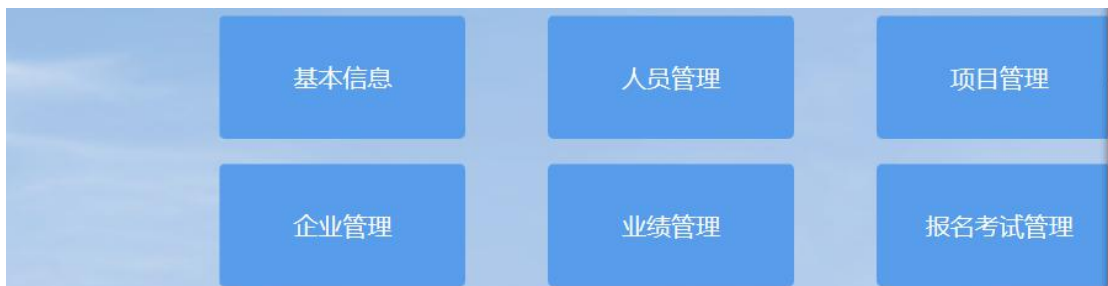 基本信息
人员管理
项目管理
企业管理
业绩管理
报名考试管理